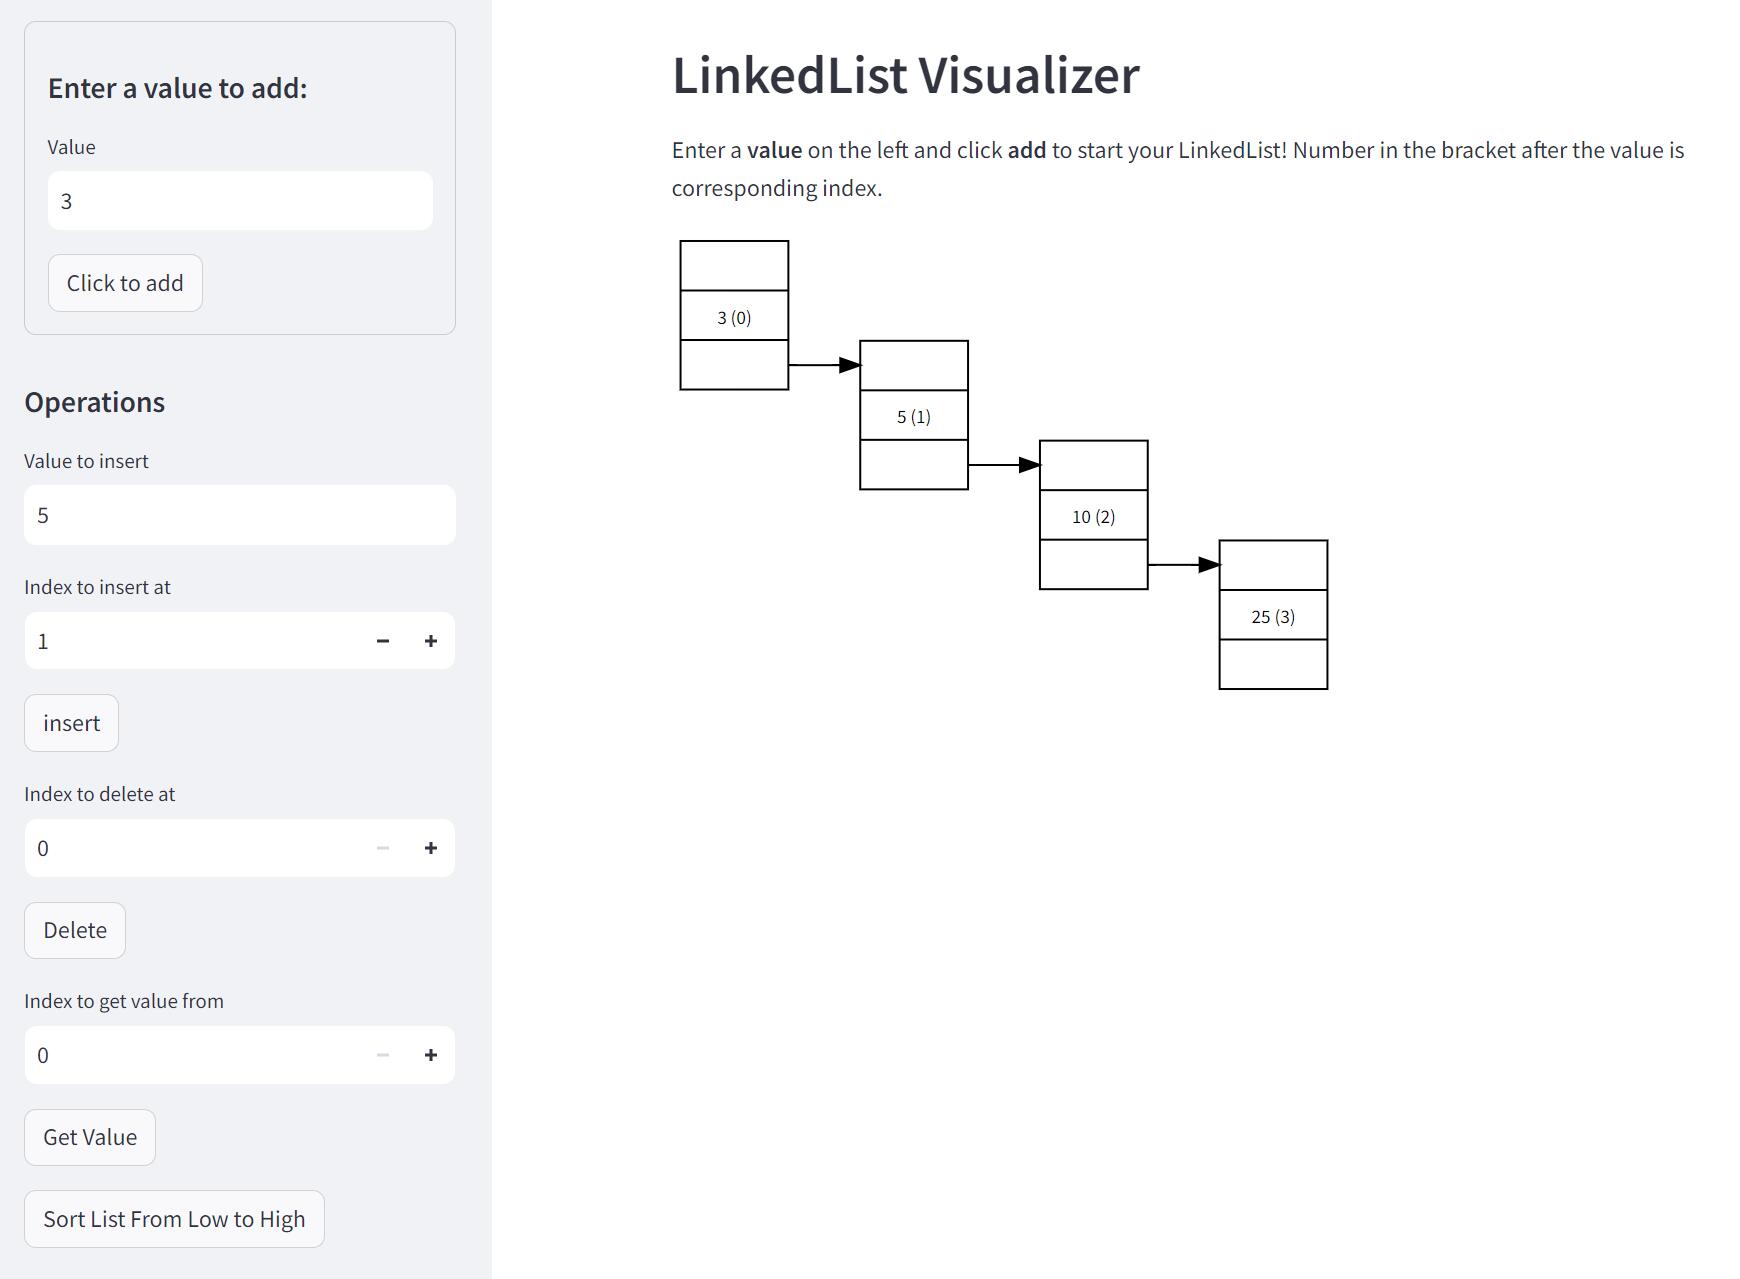 Enter a value to add:
Value
3
Click to add
Operations
Value to insert
5
Index to insert at
1
insert
Index to delete at
0
Delete
Index to get value from
0
Get Value
Sort List From Low to High
LinkedList Visualizer
Enter a value on the left and click add to start your LinkedList! Number in the bracket after the value is
corresponding index.
3 (0)
5 (1)
10 (2)
25 (3)